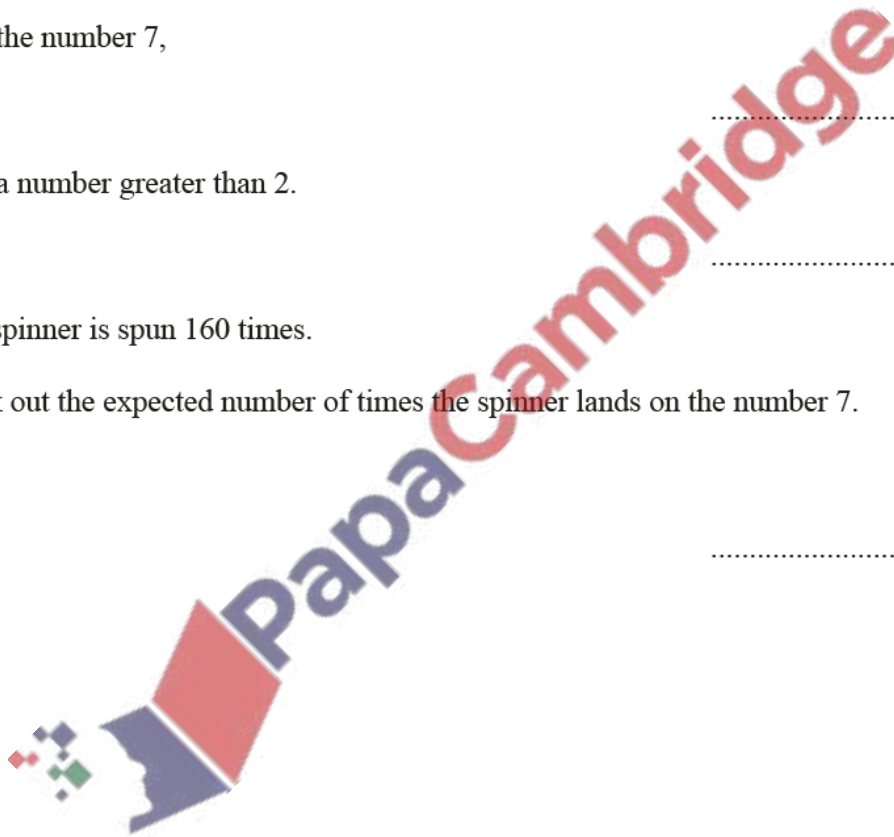 the number 7,
a number greater than 2.
spinner is spun 160 times.
out the expected number of times the spinner lands on the number 7.
PapaCambridge